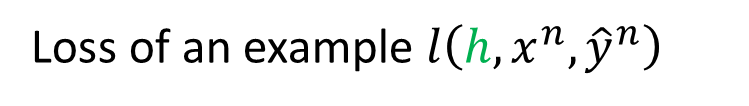 Loss of an example 𝑙(ℎ, 𝑥ⁿ, ŷⁿ)